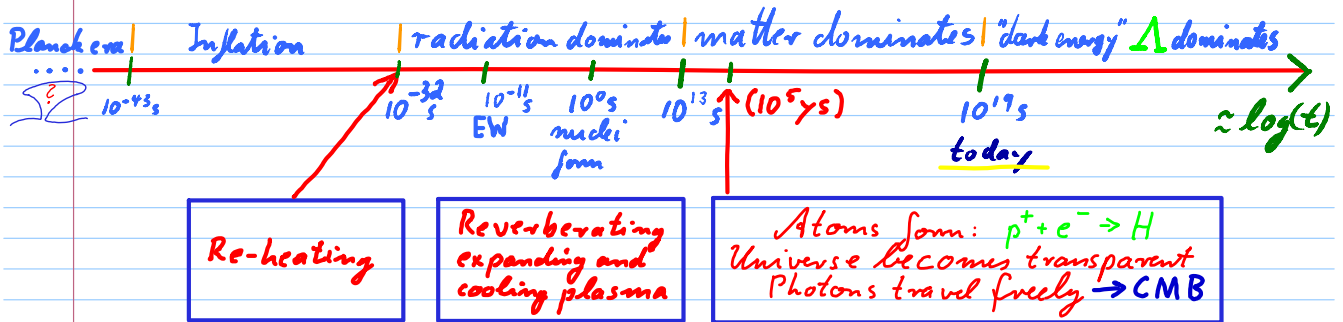 Planck era | Inflation | radiation dominates | matter dominates | "dark energy" Λ dominates
....
?
10⁻⁴³s 10⁻³² s 10⁻¹¹s 10⁰s 10¹³ s (10⁵ys) 10¹⁹s ≈ log(t)
EW nuclei
form
today
Re-heating
Reverberating
expanding and
cooling plasma
Atoms form: p⁺+e⁻→H
Universe becomes transparent
Photons travel freely → CMB